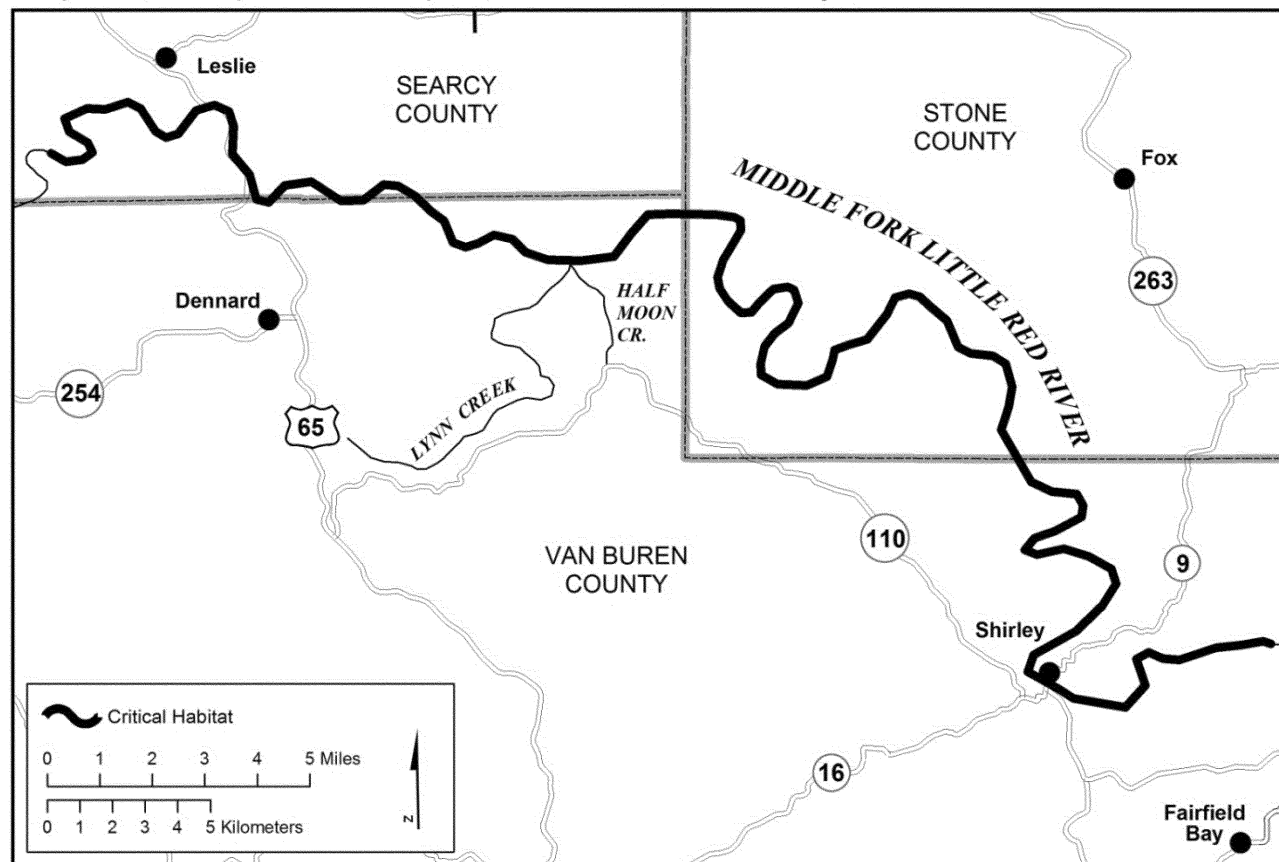 Leslie
SEARCY
COUNTY
STONE
COUNTY
Fox
MIDDLE FORK LITTLE RED RIVER
263
Dennard
HALF
MOON
CR.
254
65
LYNN CREEK
VAN BUREN
COUNTY
110
9
Shirley
Critical Habitat
0 1 2 3 4 5 Miles
0 1 2 3 4 5 Kilometers
N
16
Fairfield
Bay